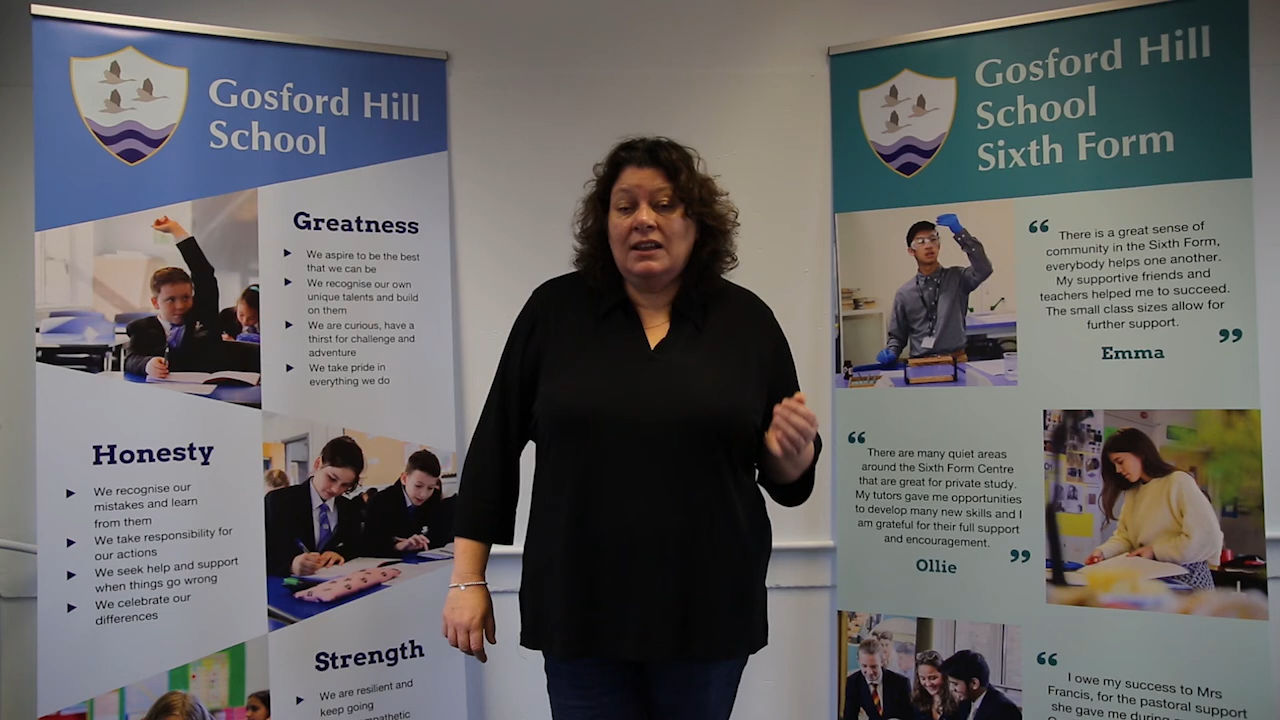 Gosford Hill
School
Greatness
We aspire to be the best
that we can be
We recognise our own
unique talents and build
on them
We are curious, have a
thirst for challenge and
adventure
We take pride in
everything we do
Honesty
We recognise our
mistakes and learn
from them
We take responsibility for
our actions
We seek help and support
when things go wrong
We celebrate our
differences
Strength
We are resilient and
keep going
Gosford Hill
School
Sixth Form
“ There is a great sense of
community in the Sixth Form,
everybody helps one another.
My supportive friends and
teachers helped me to succeed.
The small class sizes allow for
further support. ”
Emma
“ There are many quiet areas
around the Sixth Form Centre
that are great for private study.
My tutors gave me opportunities
to develop many new skills and I
am grateful for their full support
and encouragement. ”
Ollie
“ I owe my success to Mrs
Francis, for the pastoral support
she gave me during